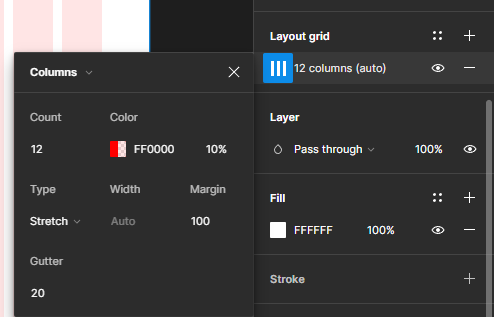 Layout grid
12 columns (auto)
Columns
Count Color
12 FF0000 10%
Type Width Margin
Stretch Auto 100
Gutter
20
Layer
Pass through 100%
Fill
FFFFFF 100%
Stroke